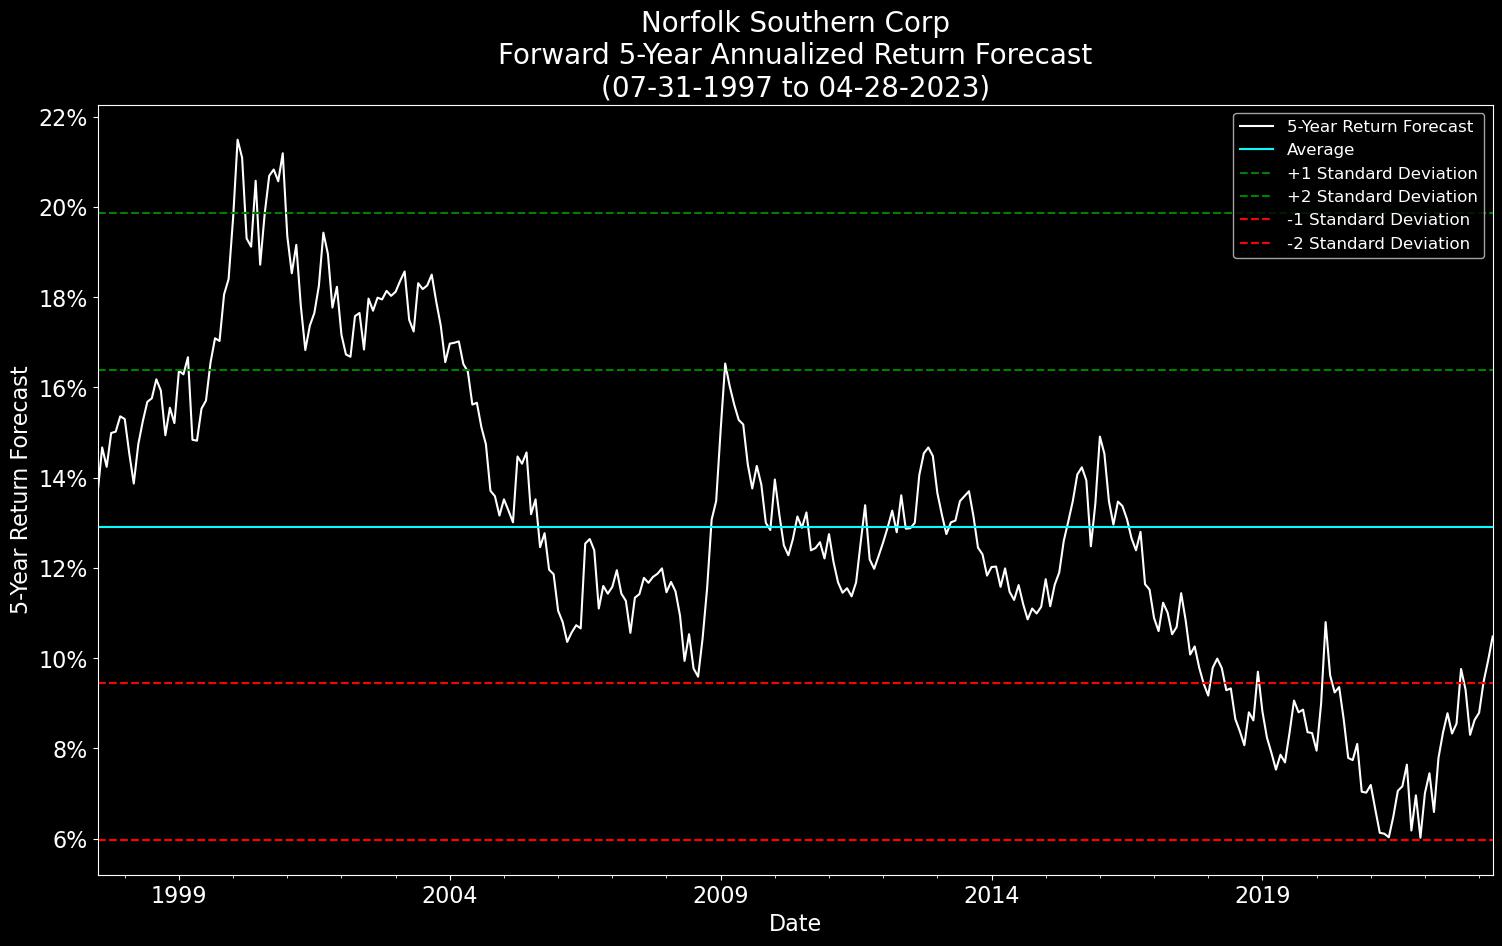 Norfolk Southern Corp
Forward 5-Year Annualized Return Forecast
(07-31-1997 to 04-28-2023)
5-Year Return Forecast
Average
+1 Standard Deviation
+2 Standard Deviation
-1 Standard Deviation
-2 Standard Deviation
22%
20%
18%
16%
14%
12%
10%
8%
6%
5-Year Return Forecast
1999 2004 2009 2014 2019
Date